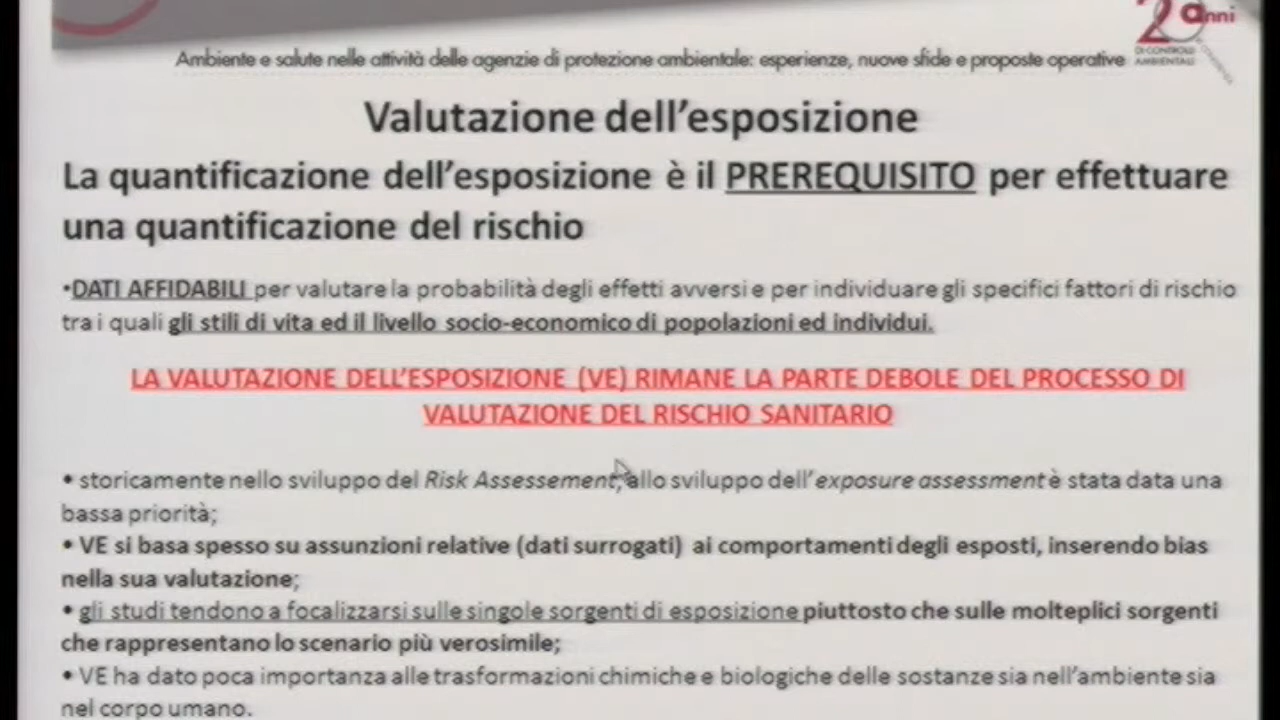 20 anni
DI CONTROLLI
AMBIENTALI
Ambiente e salute nelle attività delle agenzie di protezione ambientale: esperienze, nuove sfide e proposte operative
Valutazione dell'esposizione
La quantificazione dell'esposizione è il PREREQUISITO per effettuare
una quantificazione del rischio
•DATI AFFIDABILI per valutare la probabilità degli effetti avversi e per individuare gli specifici fattori di rischio
tra i quali gli stili di vita ed il livello socio-economico di popolazioni ed individui.
LA VALUTAZIONE DELL'ESPOSIZIONE (VE) RIMANE LA PARTE DEBOLE DEL PROCESSO DI
VALUTAZIONE DEL RISCHIO SANITARIO
• storicamente nello sviluppo del Risk Assessement, allo sviluppo dell'exposure assessment è stata data una
bassa priorità;
• VE si basa spesso su assunzioni relative (dati surrogati) ai comportamenti degli esposti, inserendo bias
nella sua valutazione;
• gli studi tendono a focalizzarsi sulle singole sorgenti di esposizione piuttosto che sulle molteplici sorgenti
che rappresentano lo scenario più verosimile;
• VE ha dato poca importanza alle trasformazioni chimiche e biologiche delle sostanze sia nell'ambiente sia
nel corpo umano.